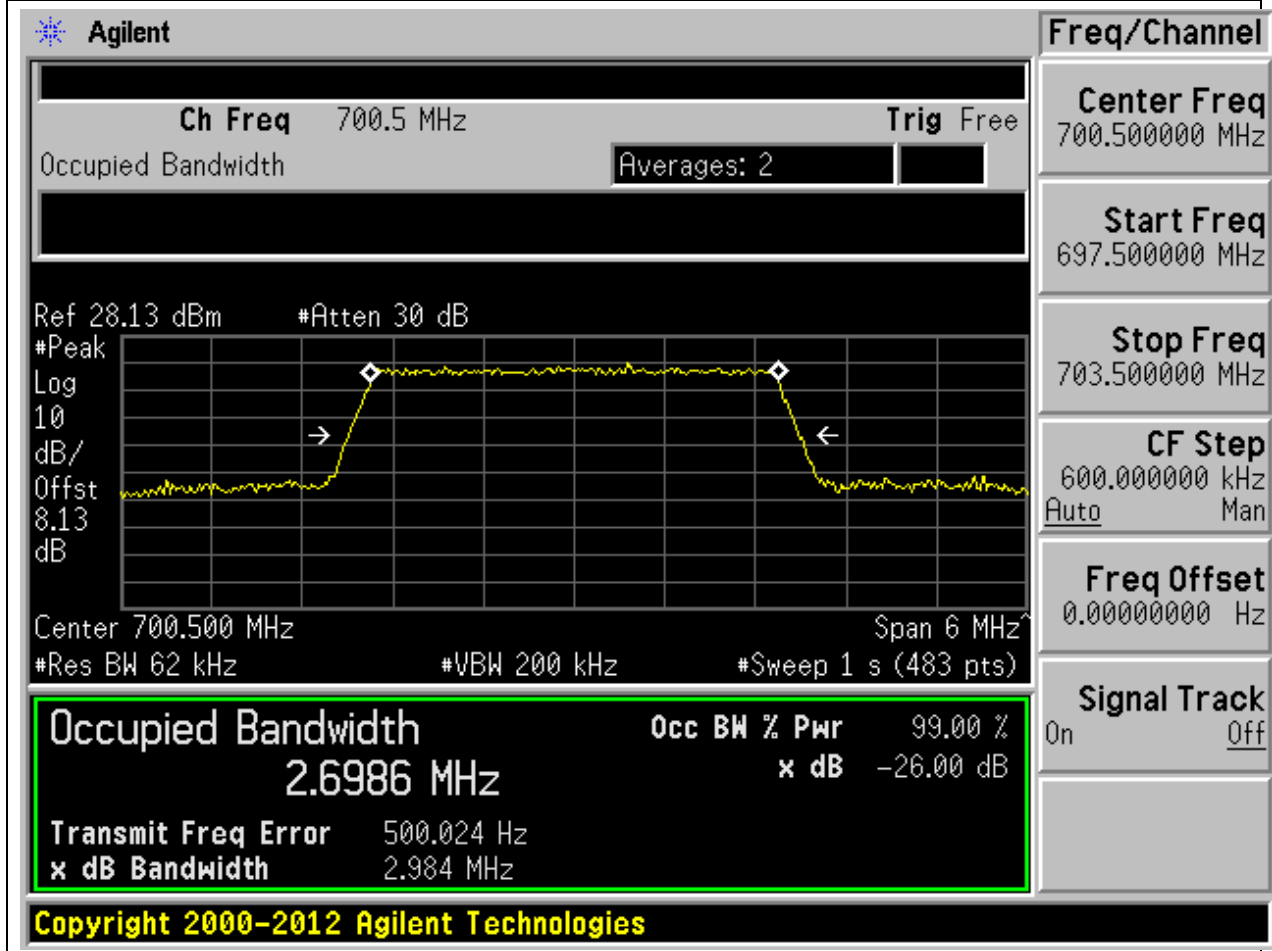 Agilent
Freq/Channel
Ch Freq 700.5 MHz Trig Free
Occupied Bandwidth Averages: 2
Ref 28.13 dBm #Atten 30 dB
#Peak
Log
10
dB/
Offst
8.13
dB
Center 700.500 MHz Span 6 MHz^
#Res BW 62 kHz #VBW 200 kHz #Sweep 1 s (483 pts)
Occupied Bandwidth
2.6986 MHz
Occ BW % Pwr 99.00 %
x dB -26.00 dB
Transmit Freq Error 500.024 Hz
x dB Bandwidth 2.984 MHz
Copyright 2000-2012 Agilent Technologies
Center Freq
700.500000 MHz
Start Freq
697.500000 MHz
Stop Freq
703.500000 MHz
CF Step
600.000000 kHz
Auto Man
Freq Offset
0.00000000 Hz
Signal Track
On Off